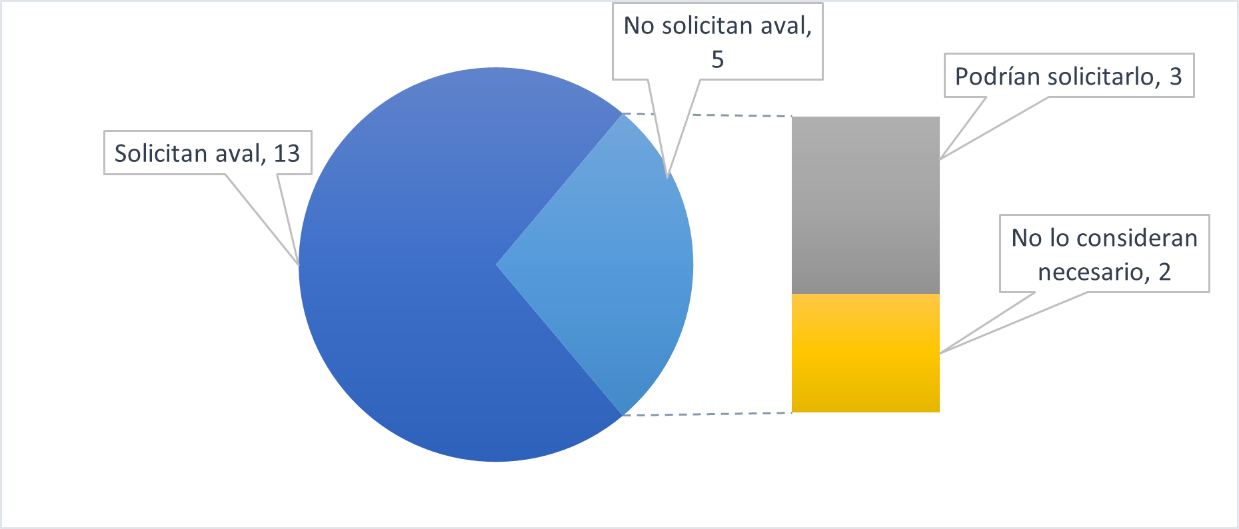 No solicitan aval,
5
Podrían solicitarlo, 3
Solicitan aval, 13
No lo consideran
necesario, 2